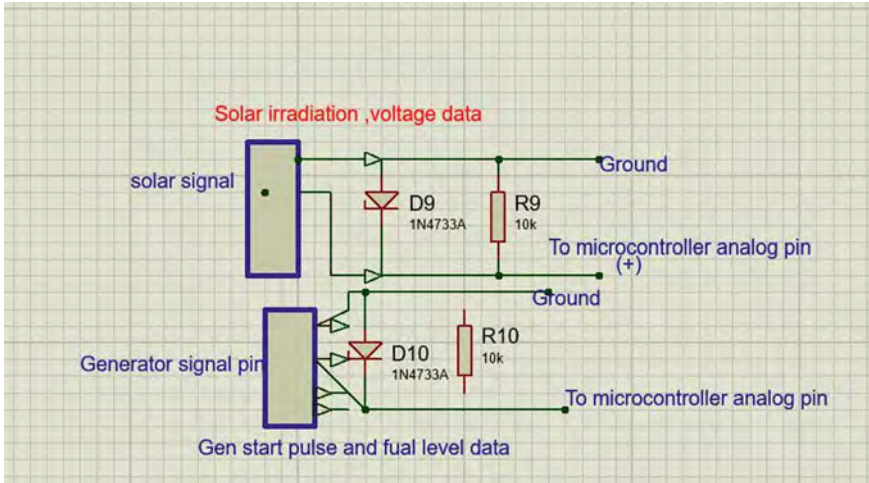 Solar irradiation ,voltage data
solar signal
Ground
D9
1N4733A
R9
10k
To microcontroller analog pin
(+)
Ground
Generator signal pin
D10
1N4733A
R10
10k
To microcontroller analog pin
Gen start pulse and fual level data